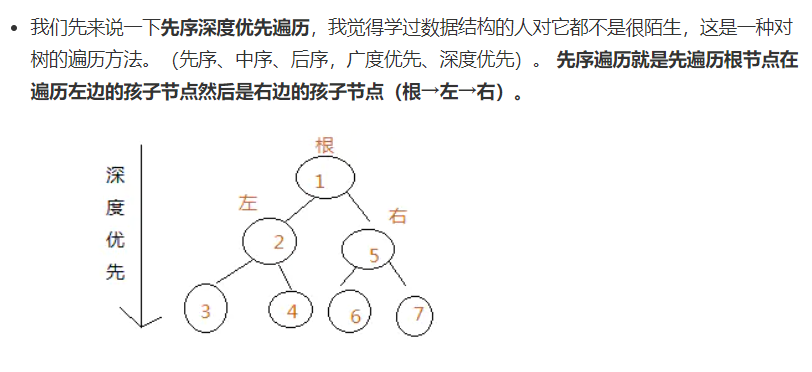 我们先来说一下先序深度优先遍历，我觉得学过数据结构的人对它都不是很陌生，这是一种对
树的遍历方法。（先序、中序、后序，广度优先、深度优先）。 先序遍历就是先遍历根节点在
遍历左边的孩子节点然后是右边的孩子节点（根→左→右）。
根
深度优先
1
左
右
2
5
3
4
6
7